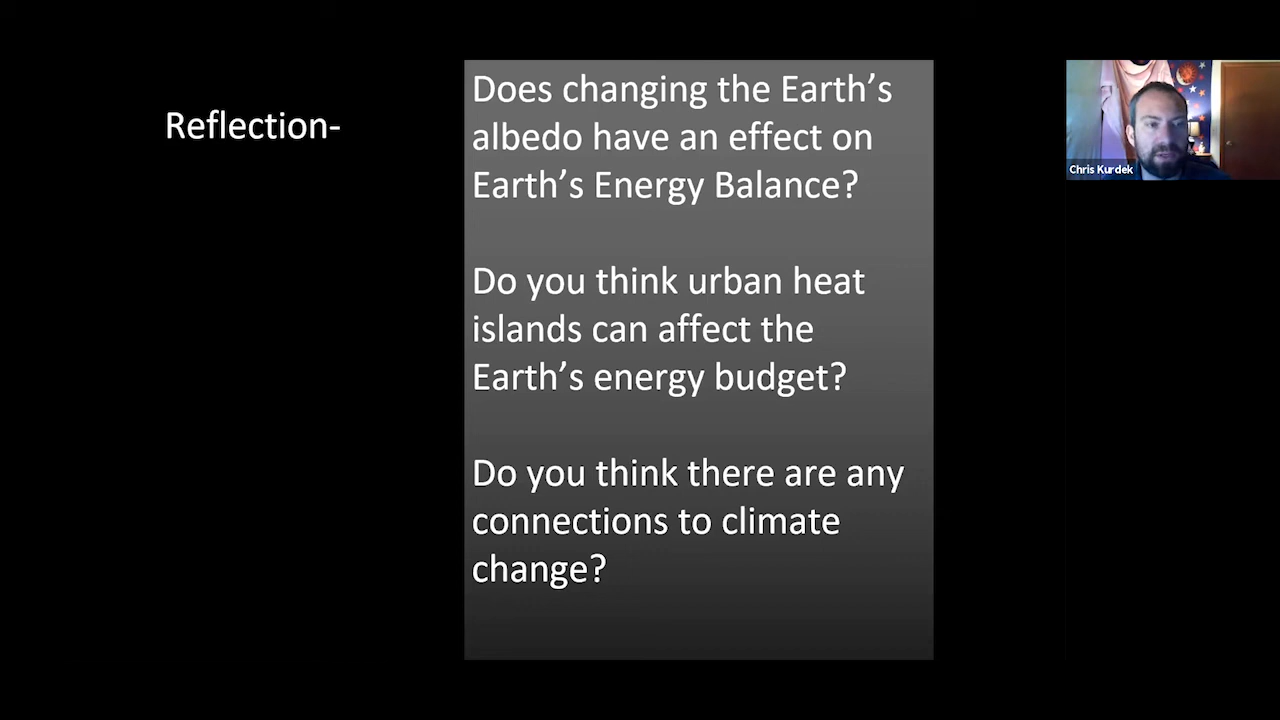 Reflection-
Does changing the Earth’s
albedo have an effect on
Earth’s Energy Balance?
Do you think urban heat
islands can affect the
Earth’s energy budget?
Do you think there are any
connections to climate
change?
Chris Kurdek